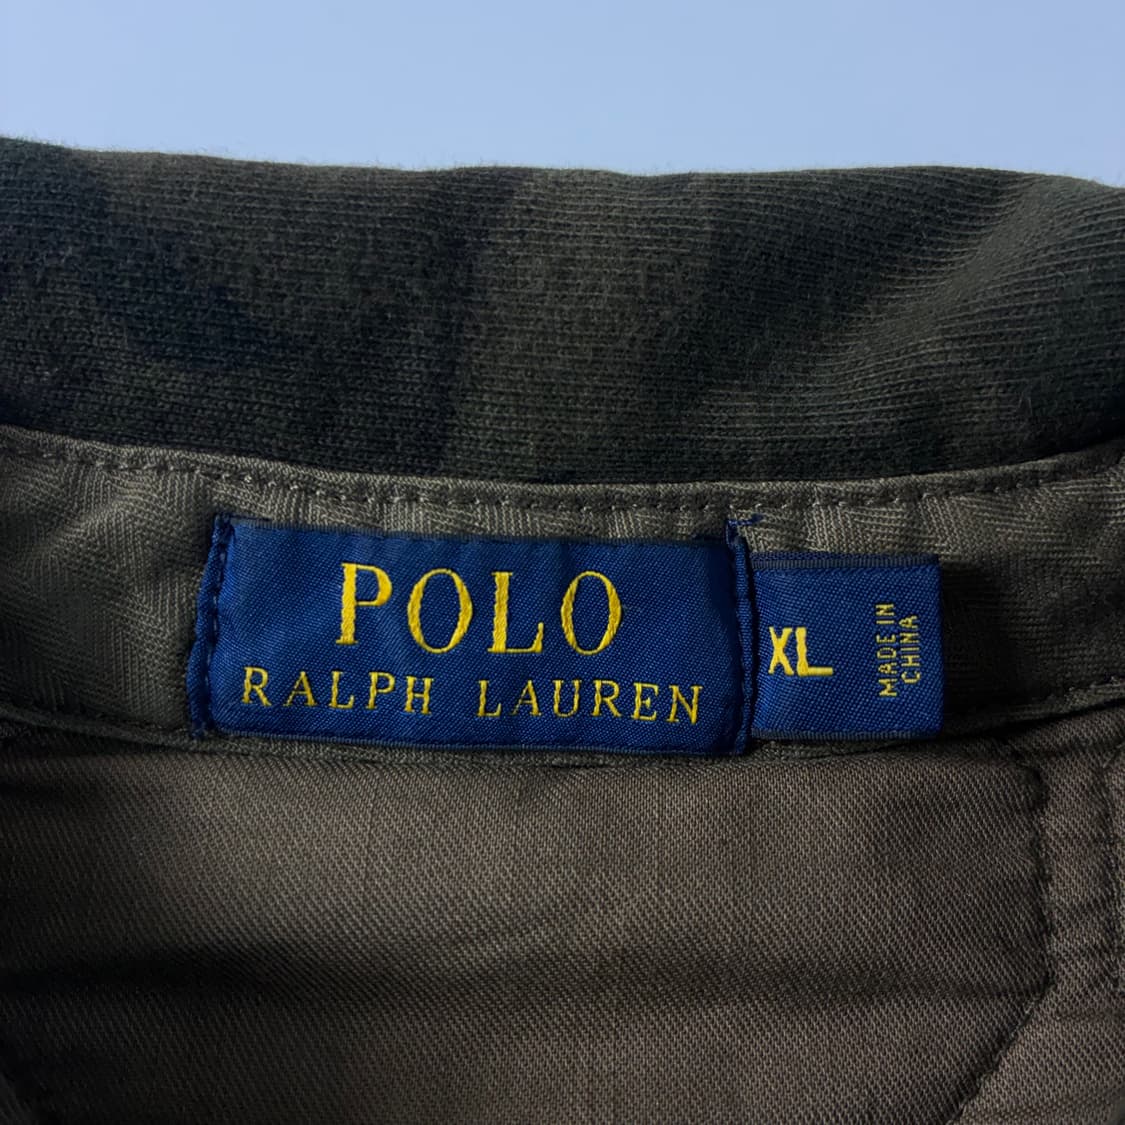 POLO
RALPH LAUREN
XL
MADE IN
CHINA